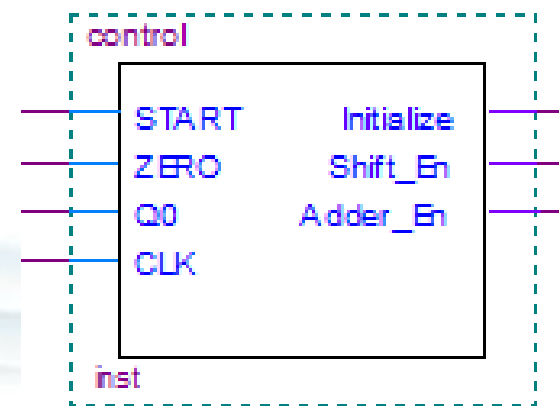 control
START Initialize
ZERO Shift_En
Q0 Adder_En
CLK
inst